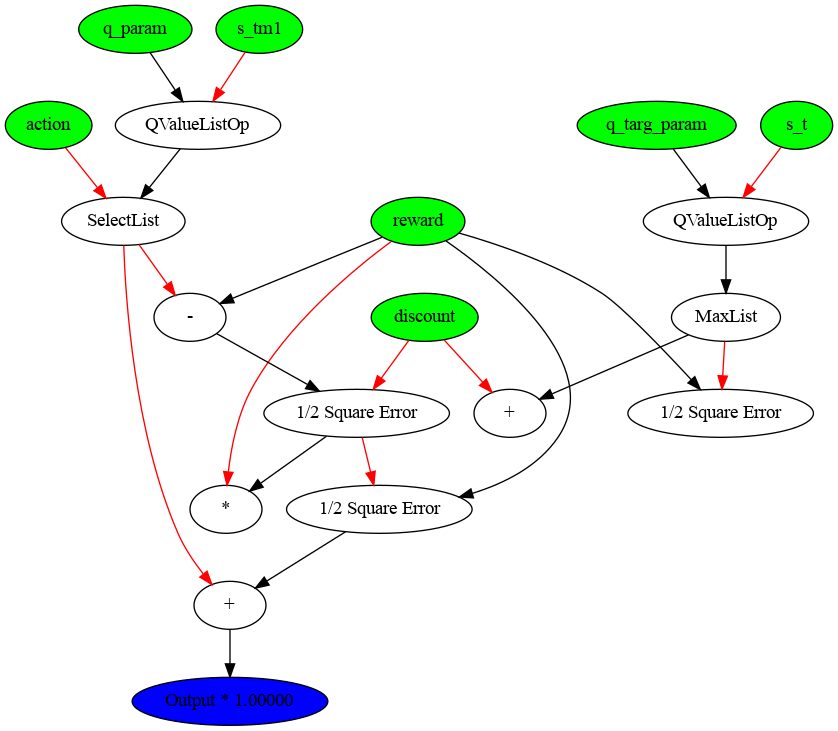 q_param
s_tm1
action
QValueListOp
q_targ_param
s_t
SelectList
reward
QValueListOp
-
discount
MaxList
1/2 Square Error
+
1/2 Square Error
*
1/2 Square Error
+
Output * 1.00000